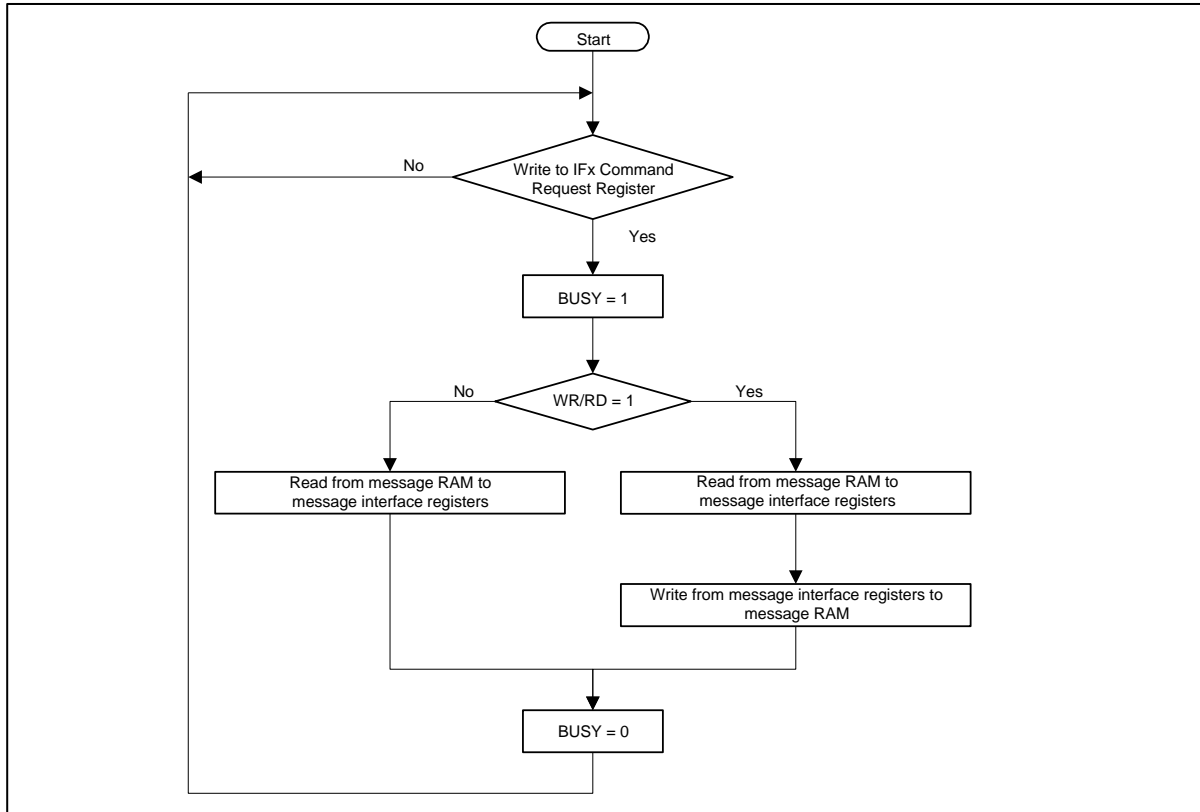 Start
No
Write to IFx Command
Request Register
Yes
BUSY = 1
No
WR/RD = 1
Yes
Read from message RAM to
message interface registers
Read from message RAM to
message interface registers
Write from message interface registers to
message RAM
BUSY = 0